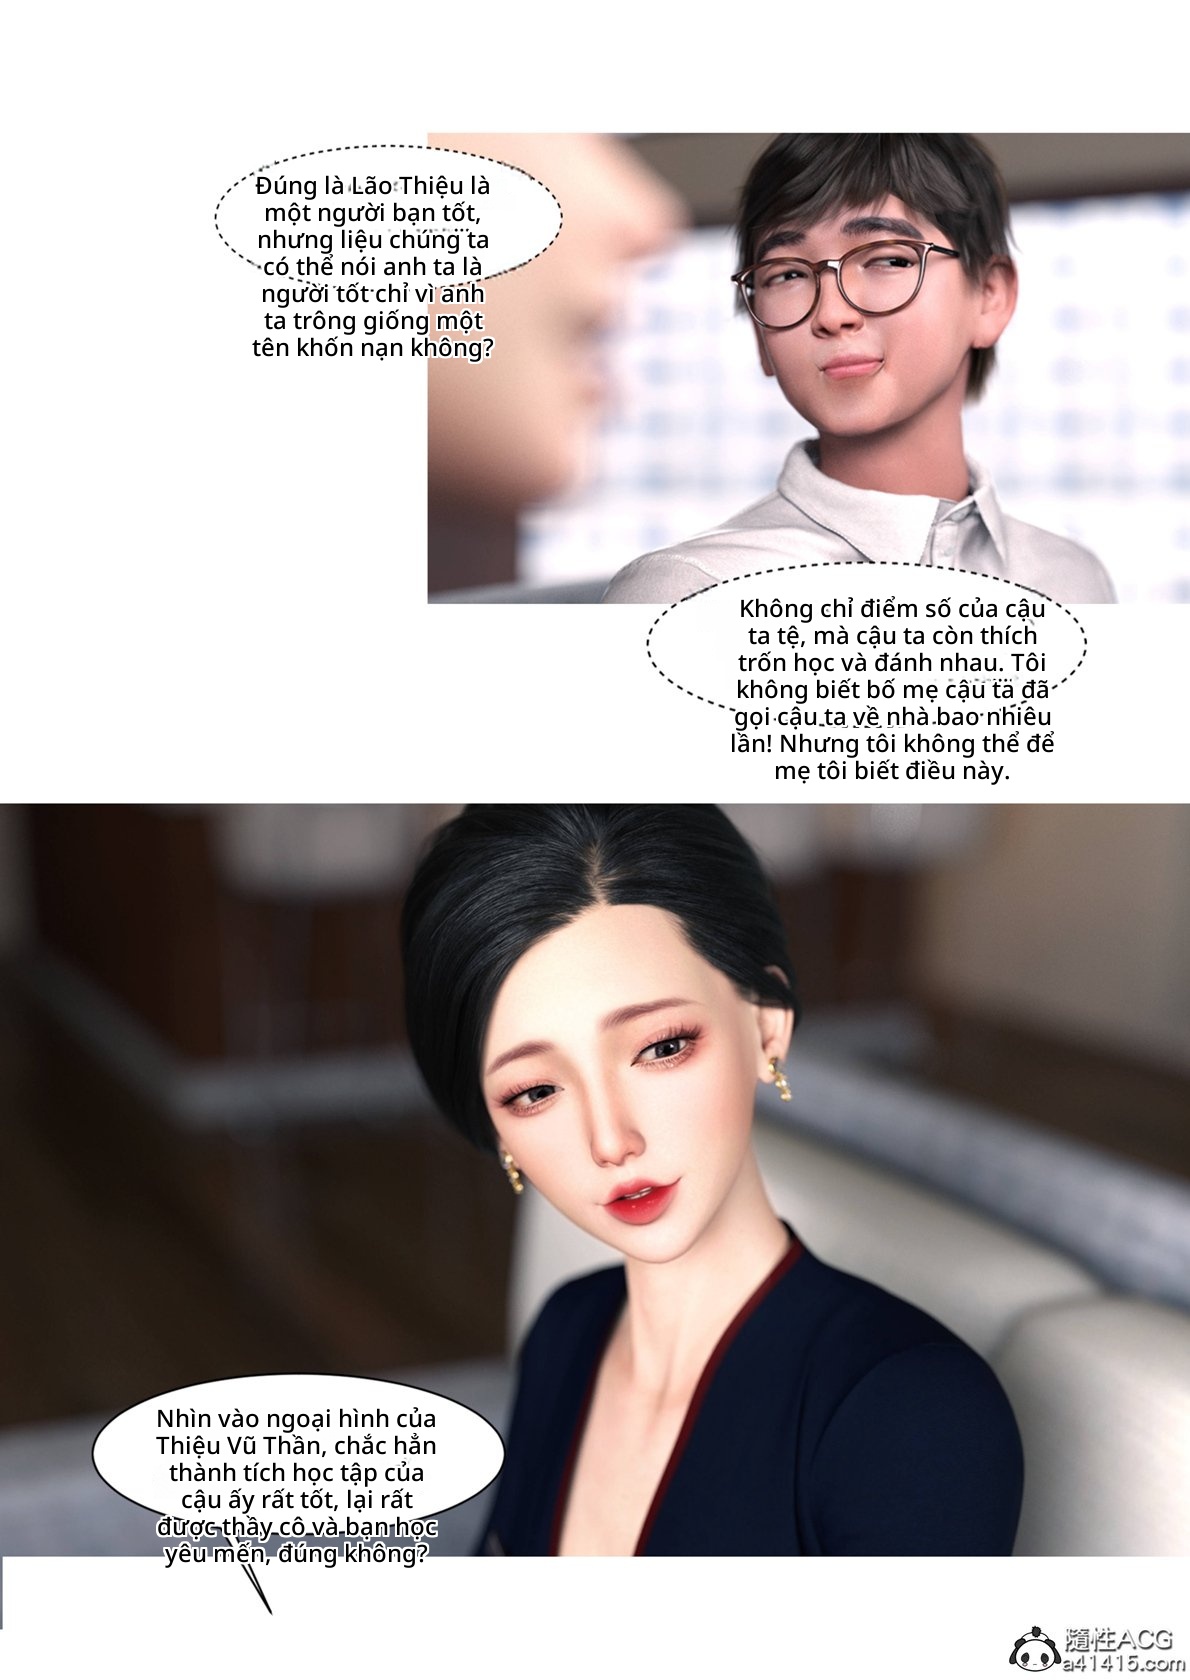 Đúng là Lão Thiệu là
một người bạn tốt,
nhưng liệu chúng ta
có thể nói anh ta là
người tốt chỉ vì anh
ta trông giống một
tên khốn nạn không?
Không chỉ điểm số của cậu
ta tệ, mà cậu ta còn thích
trốn học và đánh nhau. Tôi
không biết bố mẹ cậu ta đã
gọi cậu ta về nhà bao nhiêu
lần! Nhưng tôi không thể để
mẹ tôi biết điều này.
Nhìn vào ngoại hình của
Thiệu Vũ Thần, chắc hẳn
thành tích học tập của
cậu ấy rất tốt, lại rất
được thầy cô và bạn học
yêu mến, đúng không?
隨性ACG
a41415.com